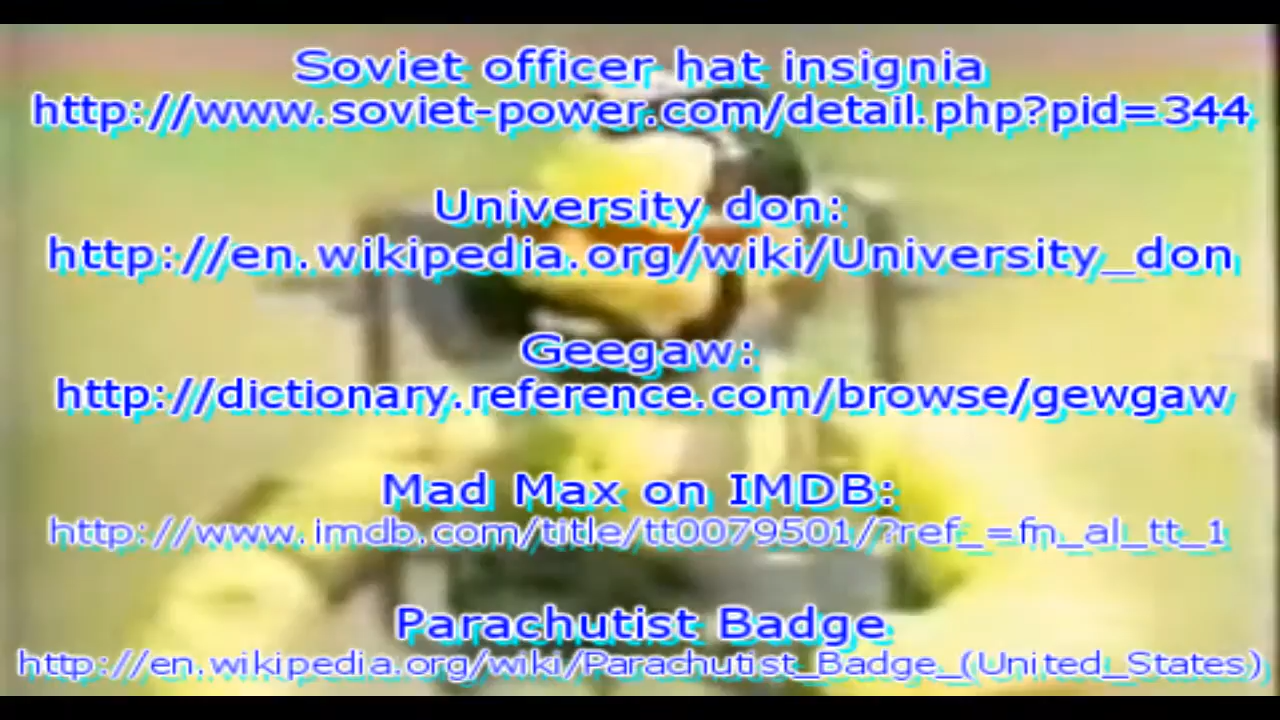 Soviet officer hat insignia
http://www.soviet-power.com/detail.php?pid=344
University don:
http://en.wikipedia.org/wiki/University_don
Geegaw:
http://dictionary.reference.com/browse/gewgaw
Mad Max on IMDB:
http://www.imdb.com/title/tt0079501/?ref_=fn_al_tt_1
Parachutist Badge
http://en.wikipedia.org/wiki/Parachutist_Badge_(United_States)